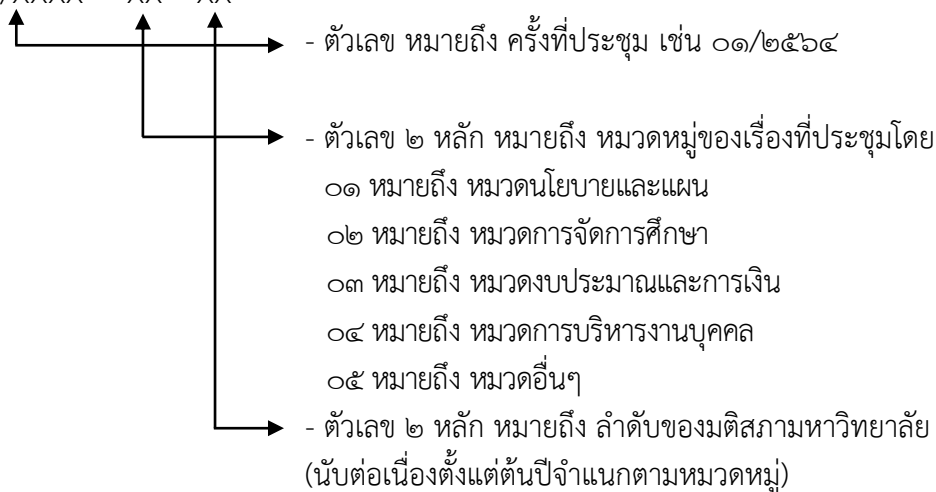 - ตัวเลข หมายถึง ครั้งที่ประชุม เช่น ๐๑/๒๕๖๔
- ตัวเลข ๒ หลัก หมายถึง หมวดหมู่ของเรื่องที่ประชุมโดย
๐๑ หมายถึง หมวดนโยบายและแผน
๐๒ หมายถึง หมวดการจัดการศึกษา
๐๓ หมายถึง หมวดงบประมาณและการเงิน
๐๔ หมายถึง หมวดการบริหารงานบุคคล
๐๕ หมายถึง หมวดอื่นๆ
- ตัวเลข ๒ หลัก หมายถึง ลำดับของมติสภามหาวิทยาลัย
(นับต่อเนื่องตั้งแต่ต้นปีจำแนกตามหมวดหมู่)